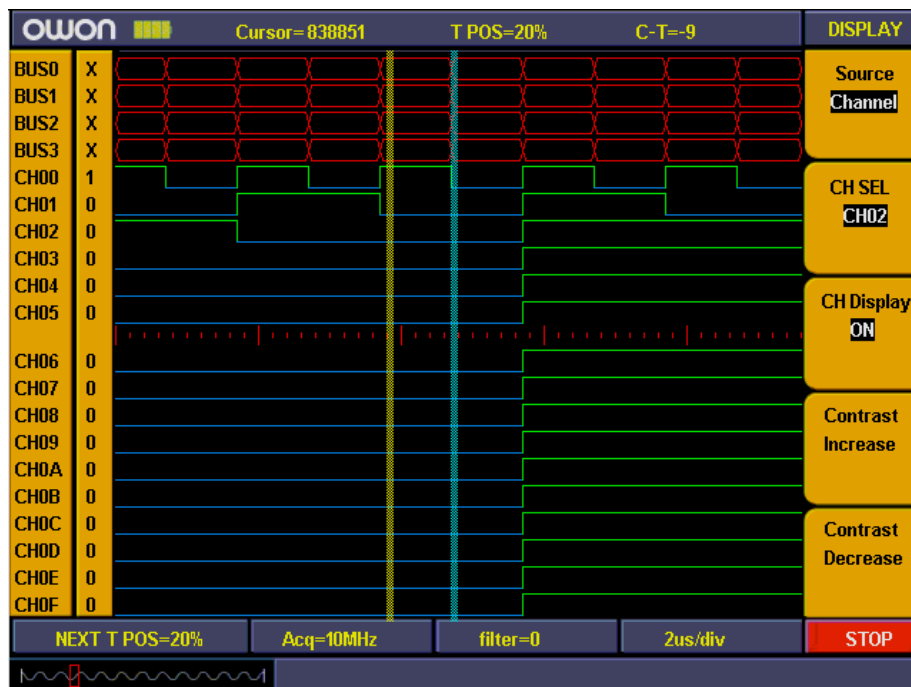 OWON Cursor=838851 T POS=20% C-T=-9 DISPLAY
BUS0 X
BUS1 X
BUS2 X
BUS3 X
CH00 1
CH01 0
CH02 0
CH03 0
CH04 0
CH05 0
CH06 0
CH07 0
CH08 0
CH09 0
CH0A 0
CH0B 0
CH0C 0
CH0D 0
CH0E 0
CH0F 0
Source
Channel
CH SEL
CH02
CH Display
ON
Contrast
Increase
Contrast
Decrease
NEXT T POS=20% Acq=10MHz filter=0 2us/div STOP